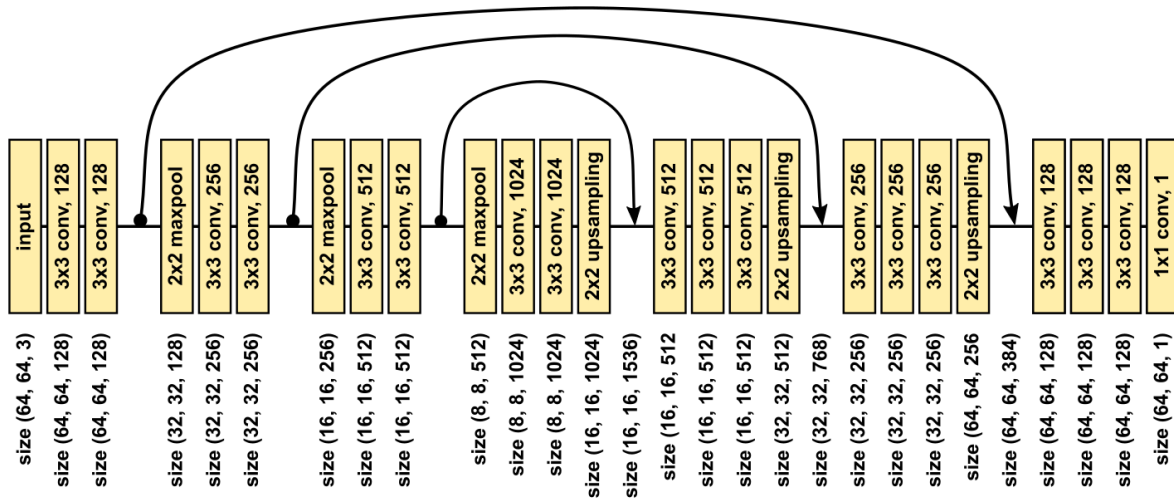 input
3x3 conv, 128
3x3 conv, 128
2x2 maxpool
3x3 conv, 256
3x3 conv, 256
2x2 maxpool
3x3 conv, 512
3x3 conv, 512
2x2 maxpool
3x3 conv, 1024
3x3 conv, 1024
2x2 upsampling
3x3 conv, 512
3x3 conv, 512
3x3 conv, 512
2x2 upsampling
3x3 conv, 256
3x3 conv, 256
3x3 conv, 256
2x2 upsampling
3x3 conv, 128
3x3 conv, 128
3x3 conv, 128
1x1 conv, 1
size (64, 64, 3)
size (64, 64, 128)
size (64, 64, 128)
size (32, 32, 128)
size (32, 32, 256)
size (32, 32, 256)
size (16, 16, 256)
size (16, 16, 512)
size (16, 16, 512)
size (8, 8, 512)
size (8, 8, 1024)
size (8, 8, 1024)
size (16, 16, 1024)
size (16, 16, 1536)
size (16, 16, 512
size (16, 16, 512)
size (16, 16, 512)
size (32, 32, 512)
size (32, 32, 768)
size (32, 32, 256)
size (32, 32, 256)
size (32, 32, 256)
size (64, 64, 256
size (64, 64, 384)
size (64, 64, 128)
size (64, 64, 128)
size (64, 64, 128)
size (64, 64, 1)